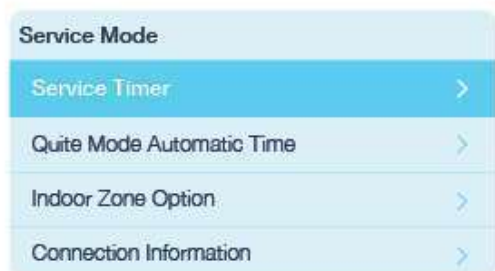 Service Mode
Service Timer
Quite Mode Automatic Time
Indoor Zone Option
Connection Information